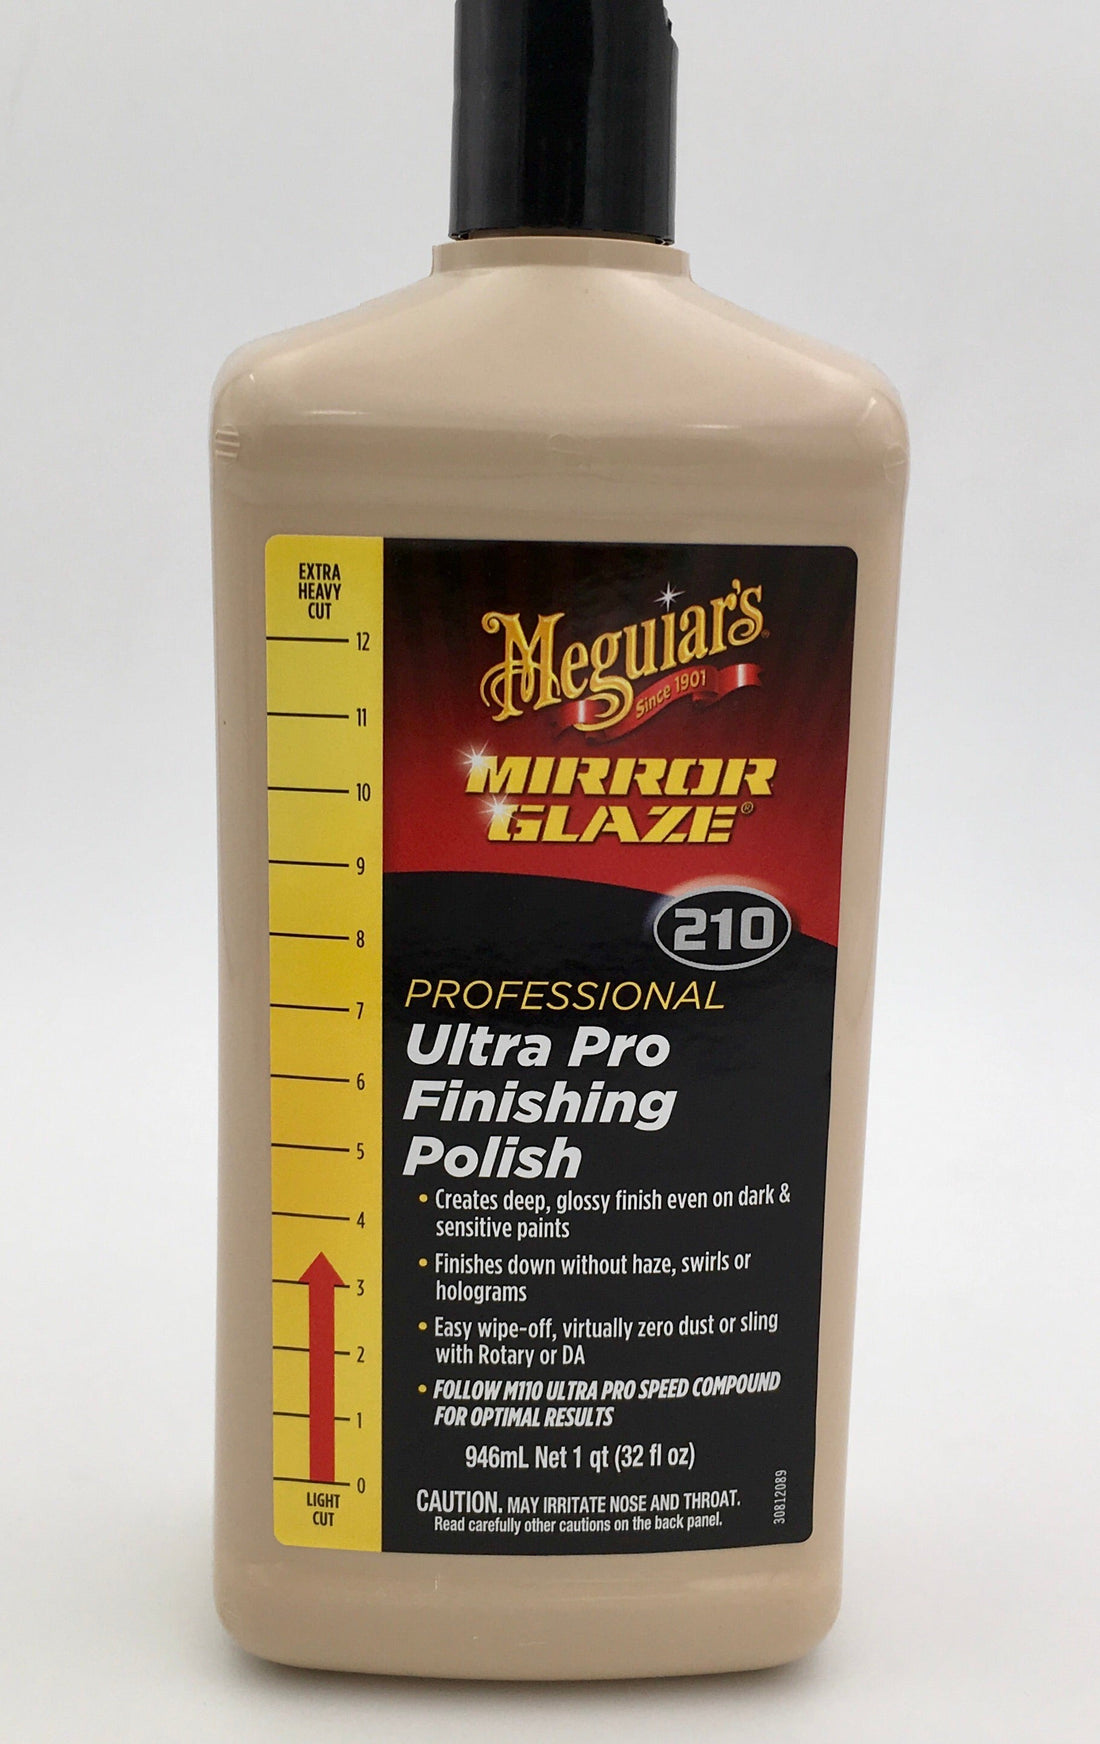 EXTRA
HEAVY
CUT
12
11
10
9
8
7
6
5
4
3
2
1
0
LIGHT
CUT
Meguiar's®
Since 1901
MIRROR
GLAZE®
210
PROFESSIONAL
Ultra Pro
Finishing
Polish
• Creates deep, glossy finish even on dark &
sensitive paints
• Finishes down without haze, swirls or
holograms
• Easy wipe-off, virtually zero dust or sling
with Rotary or DA
• FOLLOW M110 ULTRA PRO SPEED COMPOUND
FOR OPTIMAL RESULTS
946mL Net 1 qt (32 fl oz)
CAUTION. MAY IRRITATE NOSE AND THROAT.
Read carefully other cautions on the back panel.
30812089